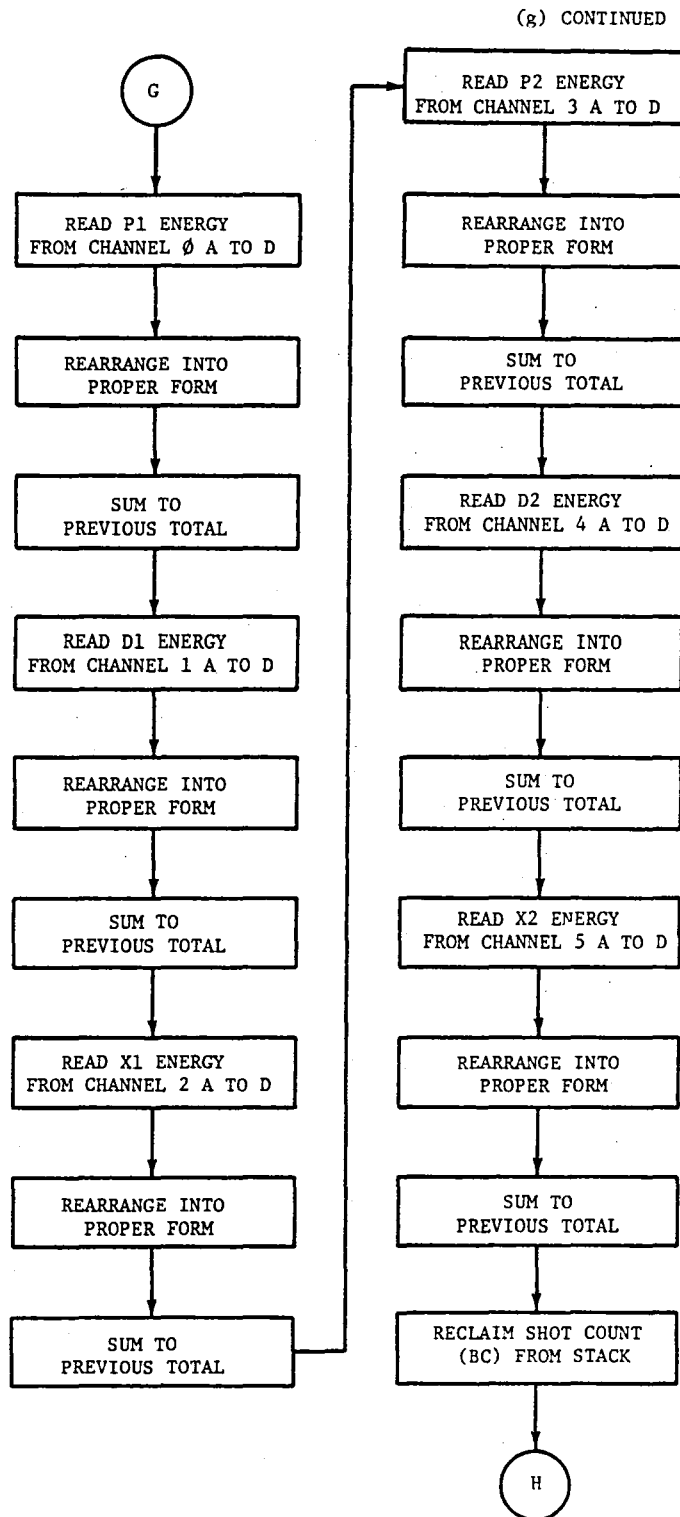 (g) CONTINUED
G
READ P1 ENERGY
FROM CHANNEL Ø A TO D
REARRANGE INTO
PROPER FORM
SUM TO
PREVIOUS TOTAL
READ D1 ENERGY
FROM CHANNEL 1 A TO D
REARRANGE INTO
PROPER FORM
SUM TO
PREVIOUS TOTAL
READ X1 ENERGY
FROM CHANNEL 2 A TO D
REARRANGE INTO
PROPER FORM
SUM TO
PREVIOUS TOTAL
READ P2 ENERGY
FROM CHANNEL 3 A TO D
REARRANGE INTO
PROPER FORM
SUM TO
PREVIOUS TOTAL
READ D2 ENERGY
FROM CHANNEL 4 A TO D
REARRANGE INTO
PROPER FORM
SUM TO
PREVIOUS TOTAL
READ X2 ENERGY
FROM CHANNEL 5 A TO D
REARRANGE INTO
PROPER FORM
SUM TO
PREVIOUS TOTAL
RECLAIM SHOT COUNT
(BC) FROM STACK
H